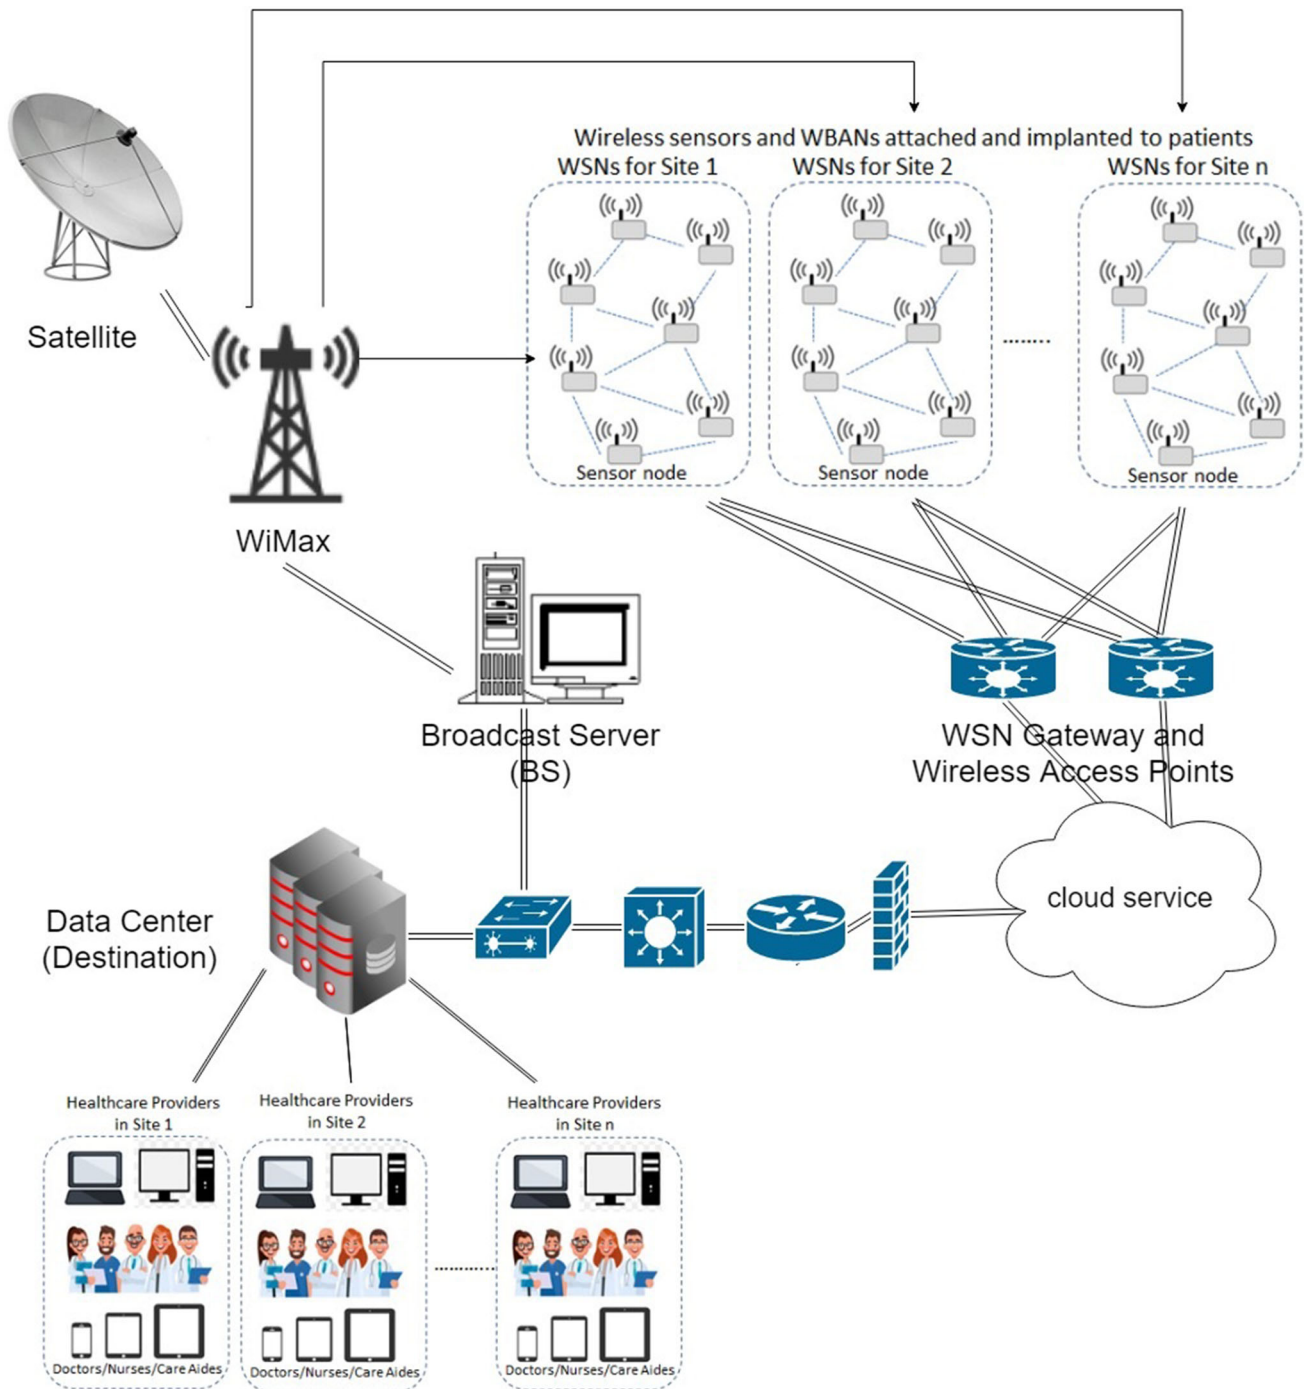 Wireless sensors and WBANs attached and implanted to patients
WSNs for Site 1
WSNs for Site 2
WSNs for Site n
Satellite
........
Sensor node
Sensor node
Sensor node
WiMax
Broadcast Server
(BS)
WSN Gateway and
Wireless Access Points
cloud service
Data Center
(Destination)
Healthcare Providers
in Site 1
Healthcare Providers
in Site 2
Healthcare Providers
in Site n
..............
Doctors/Nurses/Care Aides
Doctors/Nurses/Care Aides
Doctors/Nurses/Care Aides